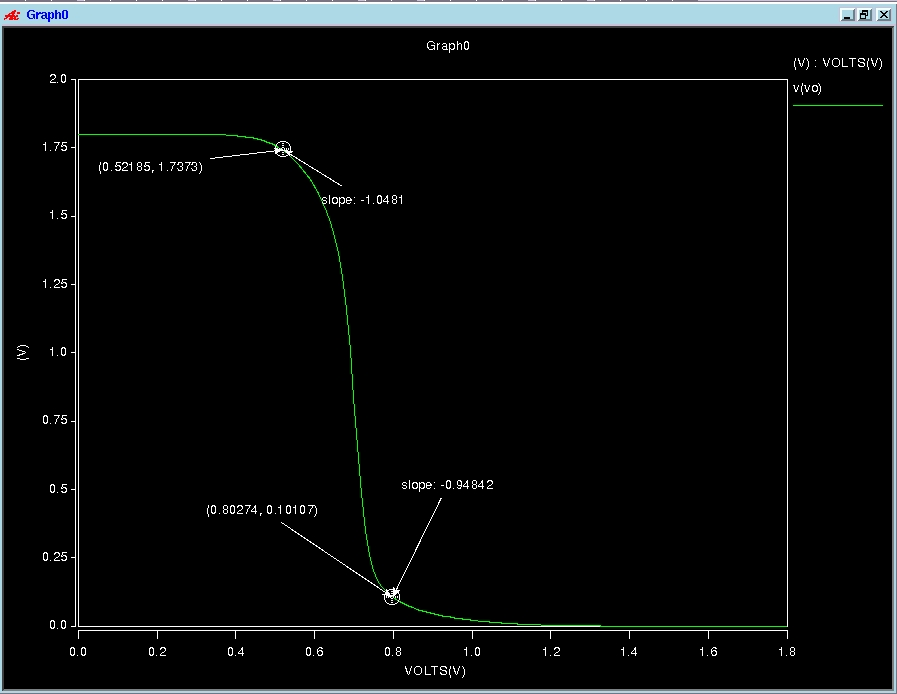 Graph0
Graph0
(V) : VOLTS(V)
v(vo)
2.0
1.75
1.5
1.25
1.0
0.75
0.5
0.25
0.0
(V)
(0.52185, 1.7373)
slope: -1.0481
slope: -0.94842
(0.80274, 0.10107)
0.0 0.2 0.4 0.6 0.8 1.0 1.2 1.4 1.6 1.8
VOLTS(V)